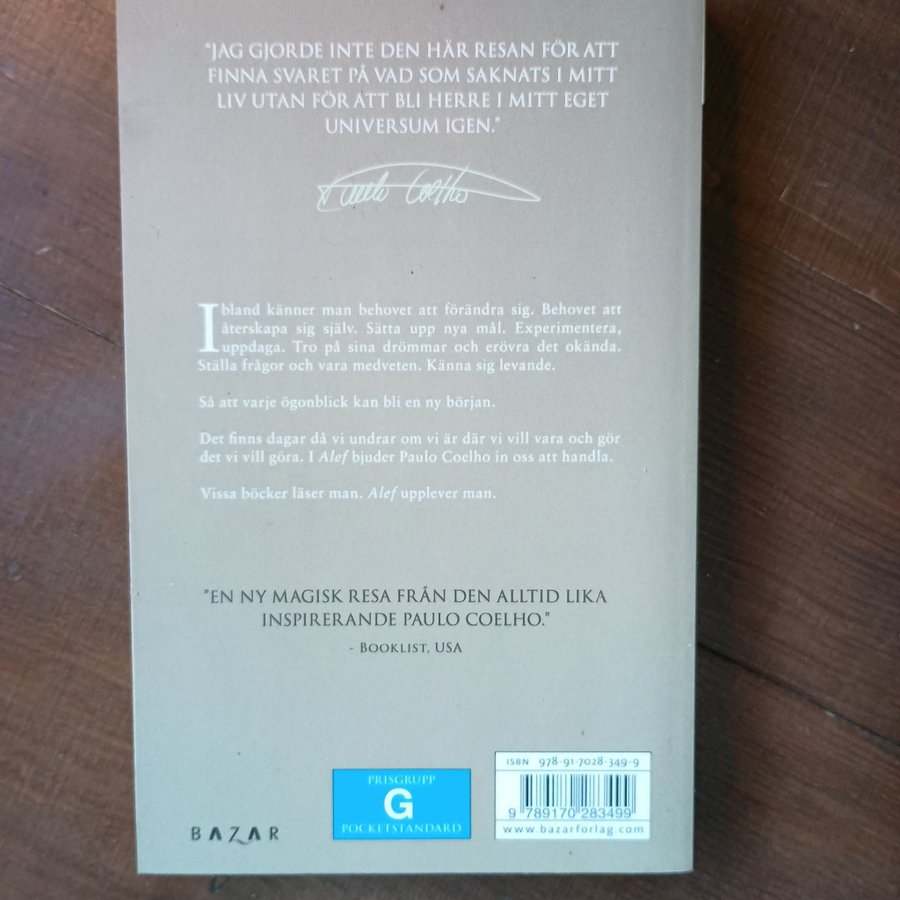 "JAG GJORDE INTE DEN HÄR RESAN FÖR ATT
FINNA SVARET PÅ VAD SOM SAKNATS I MITT
LIV UTAN FÖR ATT BLI HERRE I MITT EGET
UNIVERSUM IGEN."
Paulo Coelho
Ibland känner man behovet att förändra sig. Behovet att
återskapa sig själv. Sätta upp nya mål. Experimentera,
uppdaga. Tro på sina drömmar och erövra det okända.
Ställa frågor och vara medveten. Känna sig levande.
Så att varje ögonblick kan bli en ny början.
Det finns dagar då vi undrar om vi är där vi vill vara och gör
det vi vill göra. I Alef bjuder Paulo Coelho in oss att handla.
Vissa böcker läser man. Alef upplever man.
"EN NY MAGISK RESA FRÅN DEN ALLTID LIKA
INSPIRERANDE PAULO COELHO."
- BOOKLIST, USA
BAZAR
PRISGRUPP
G
POCKETSTANDARD
ISBN 978-91-7028-349-9
9 789170 283499
www.bazarforlag.com